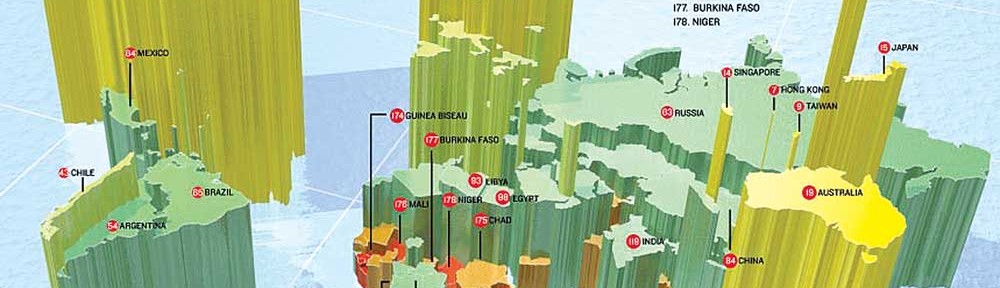 177. BURKINA FASO
178. NIGER
64 MEXICO
15 JAPAN
14 SINGAPORE
7 HONG KONG
9 TAIWAN
63 RUSSIA
174 GUINEA BISEAU
177 BURKINA FASO
43 CHILE
93 LIBYA
65 BRAZIL
98 EGYPT
176 MALI
178 NIGER
19 AUSTRALIA
175 CHAD
54 ARGENTINA
119 INDIA
84 CHINA